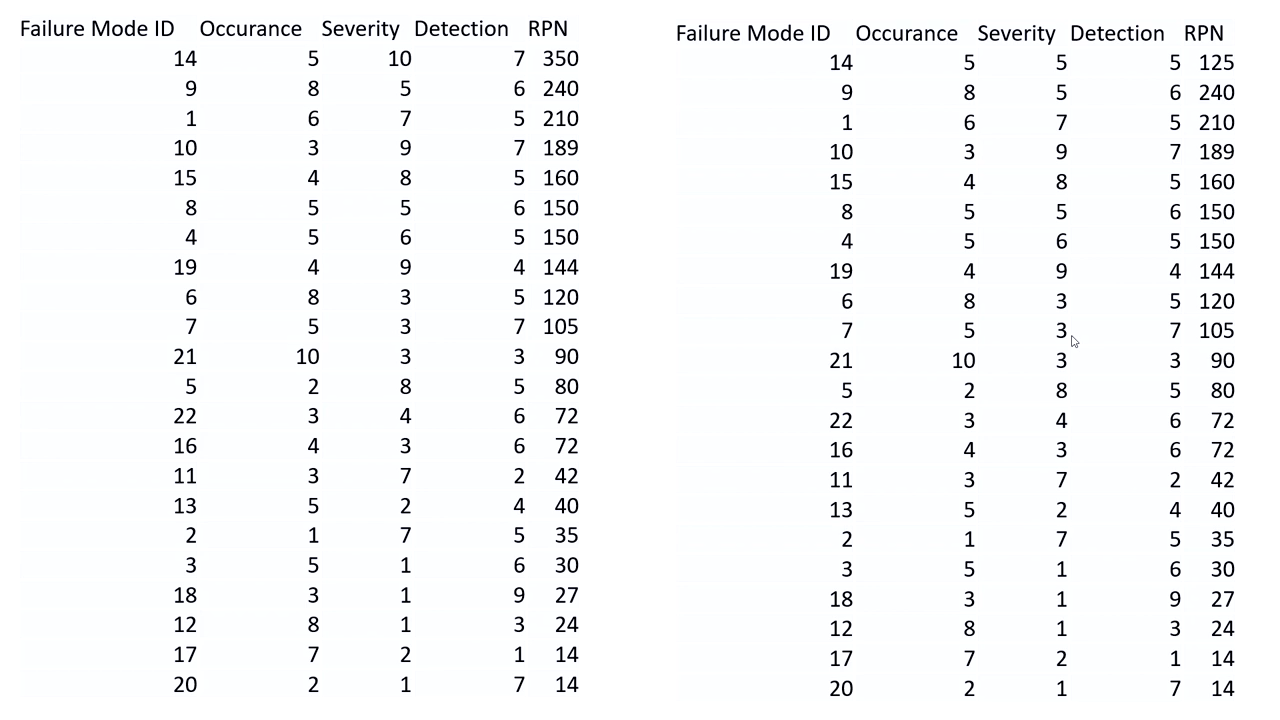 Failure Mode ID Occurance Severity Detection RPN
14 5 10 7 350
9 8 5 6 240
1 6 7 5 210
10 3 9 7 189
15 4 8 5 160
8 5 5 6 150
4 5 6 5 150
19 4 9 4 144
6 8 3 5 120
7 5 3 7 105
21 10 3 3 90
5 2 8 5 80
22 3 4 6 72
16 4 3 6 72
11 3 7 2 42
13 5 2 4 40
2 1 7 5 35
3 5 1 6 30
18 3 1 9 27
12 8 1 3 24
17 7 2 1 14
20 2 1 7 14
Failure Mode ID Occurance Severity Detection RPN
14 5 5 5 125
9 8 5 6 240
1 6 7 5 210
10 3 9 7 189
15 4 8 5 160
8 5 5 6 150
4 5 6 5 150
19 4 9 4 144
6 8 3 5 120
7 5 3 7 105
21 10 3 3 90
5 2 8 5 80
22 3 4 6 72
16 4 3 6 72
11 3 7 2 42
13 5 2 4 40
2 1 7 5 35
3 5 1 6 30
18 3 1 9 27
12 8 1 3 24
17 7 2 1 14
20 2 1 7 14